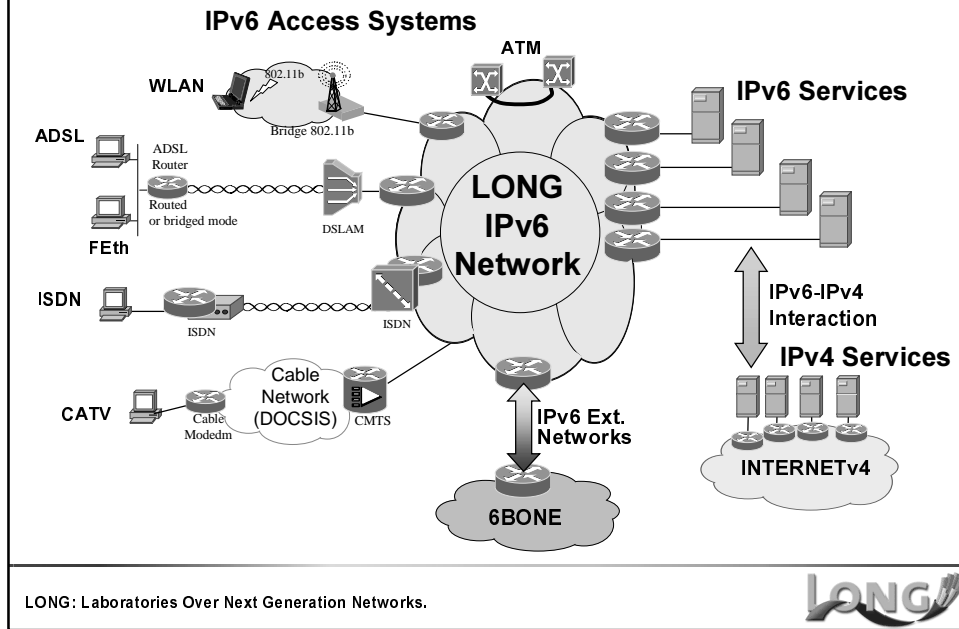 IPv6 Access Systems
ATM
WLAN
802.11b
Bridge 802.11b
IPv6 Services
ADSL
ADSL
Router
Routed
or bridged mode
DSLAM
FEth
LONG
IPv6
Network
ISDN
ISDN
ISDN
IPv6-IPv4
Interaction
IPv4 Services
CATV
Cable
Modedm
Cable
Network
(DOCSIS)
CMTS
IPv6 Ext.
Networks
INTERNETv4
6BONE
LONG: Laboratories Over Next Generation Networks.
LONG